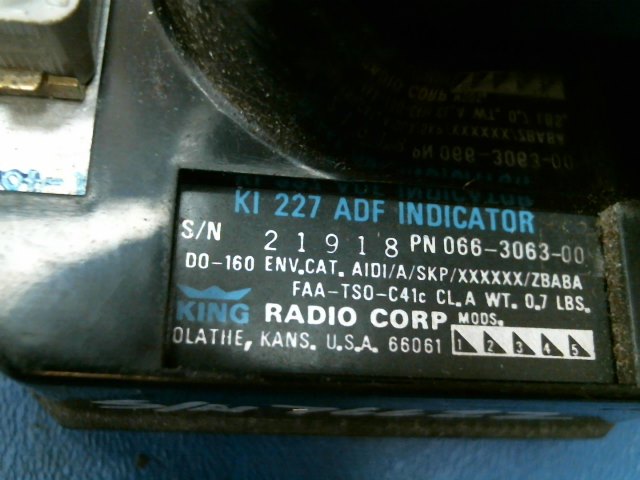 KI 227 ADF INDICATOR
S/N 21918 PN 066-3063-00
DO-160 ENV.CAT. AIDI/A/SKP/XXXXXX/ZBABA
FAA-TSO-C41c CL.A WT. 0.7 LBS.
KING RADIO CORP MODS.
OLATHE, KANS. U.S.A. 66061 1 2 3 4 5